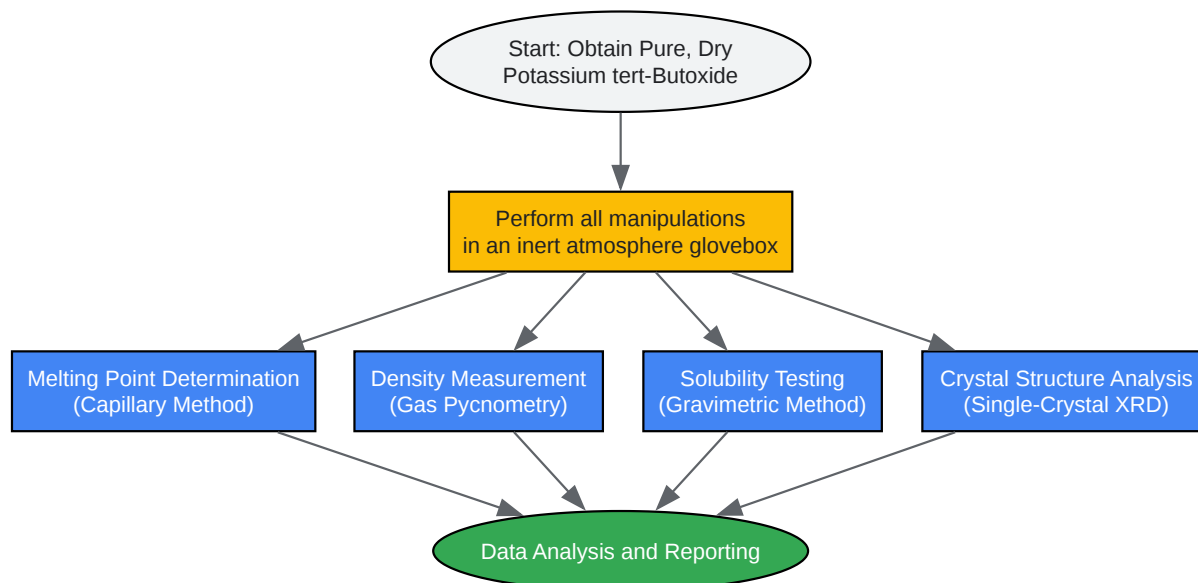 Start: Obtain Pure, Dry
Potassium tert-Butoxide
Perform all manipulations
in an inert atmosphere glovebox
Melting Point Determination
(Capillary Method)
Density Measurement
(Gas Pycnometry)
Solubility Testing
(Gravimetric Method)
Crystal Structure Analysis
(Single-Crystal XRD)
Data Analysis and Reporting